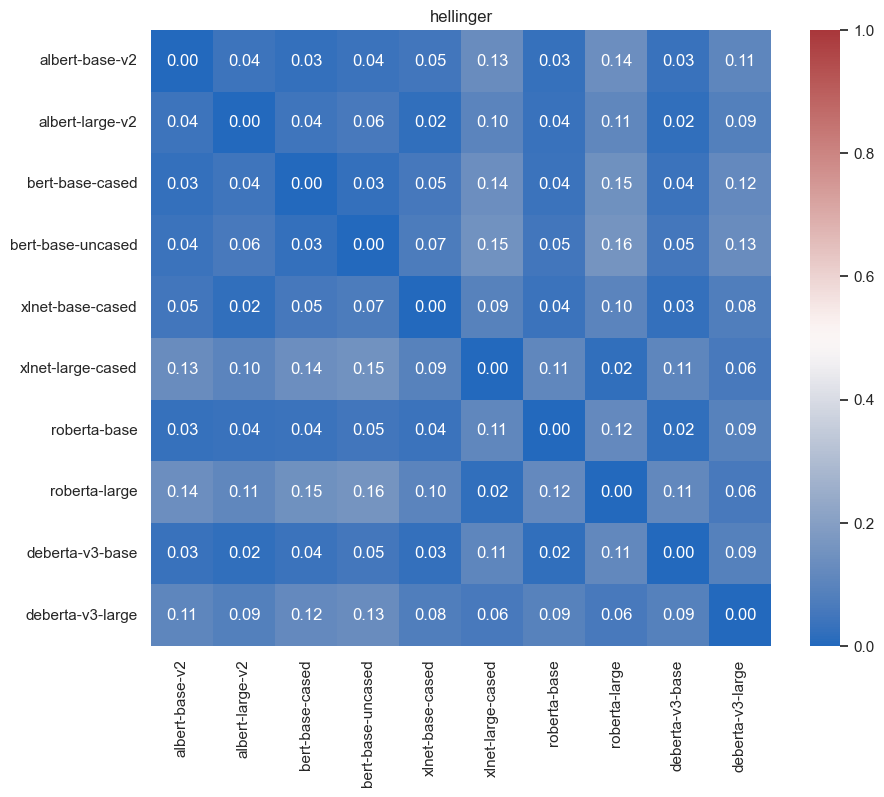 hellinger
albert-base-v2 0.00 0.04 0.03 0.04 0.05 0.13 0.03 0.14 0.03 0.11
albert-large-v2 0.04 0.00 0.04 0.06 0.02 0.10 0.04 0.11 0.02 0.09
bert-base-cased 0.03 0.04 0.00 0.03 0.05 0.14 0.04 0.15 0.04 0.12
bert-base-uncased 0.04 0.06 0.03 0.00 0.07 0.15 0.05 0.16 0.05 0.13
xlnet-base-cased 0.05 0.02 0.05 0.07 0.00 0.09 0.04 0.10 0.03 0.08
xlnet-large-cased 0.13 0.10 0.14 0.15 0.09 0.00 0.11 0.02 0.11 0.06
roberta-base 0.03 0.04 0.04 0.05 0.04 0.11 0.00 0.12 0.02 0.09
roberta-large 0.14 0.11 0.15 0.16 0.10 0.02 0.12 0.00 0.11 0.06
deberta-v3-base 0.03 0.02 0.04 0.05 0.03 0.11 0.02 0.11 0.00 0.09
deberta-v3-large 0.11 0.09 0.12 0.13 0.08 0.06 0.09 0.06 0.09 0.00
albert-base-v2
albert-large-v2
bert-base-cased
bert-base-uncased
xlnet-base-cased
xlnet-large-cased
roberta-base
roberta-large
deberta-v3-base
deberta-v3-large
1.0
0.8
0.6
0.4
0.2
0.0